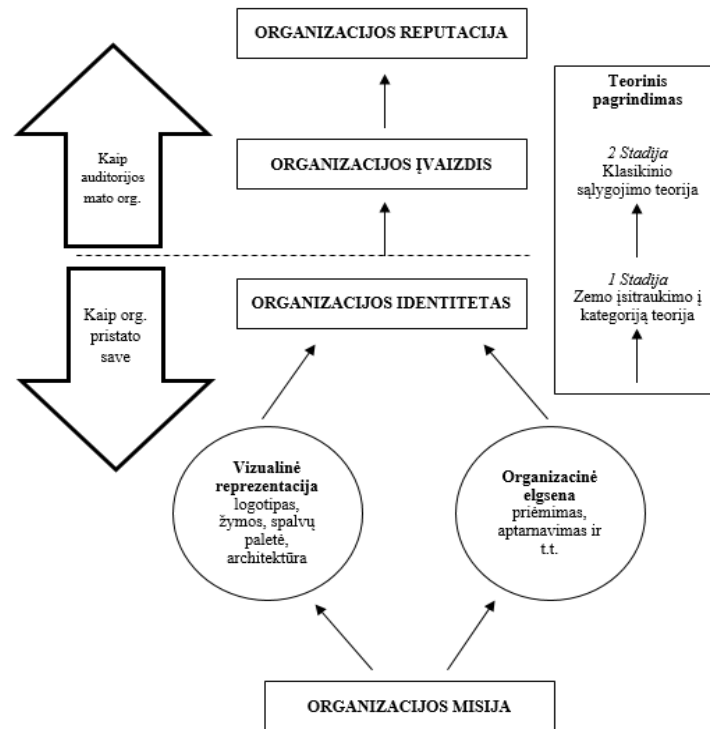 ORGANIZACIJOS REPUTACIJA
Teorinis
pagrindimas
Kaip
auditorijos
mato org.
ORGANIZACIJOS ĮVAIZDIS
2 Stadija
Klasikinio
sąlygojimo teorija
Kaip org.
pristato
save
ORGANIZACIJOS IDENTITETAS
1 Stadija
Zemo įsitraukimo į
kategoriją teorija
Vizualinė
reprezentacija
logotipas,
žymos, spalvų
paletė,
architektūra
Organizacinė
elgsena
priėmimas,
aptarnavimas ir
t.t.
ORGANIZACIJOS MISIJA